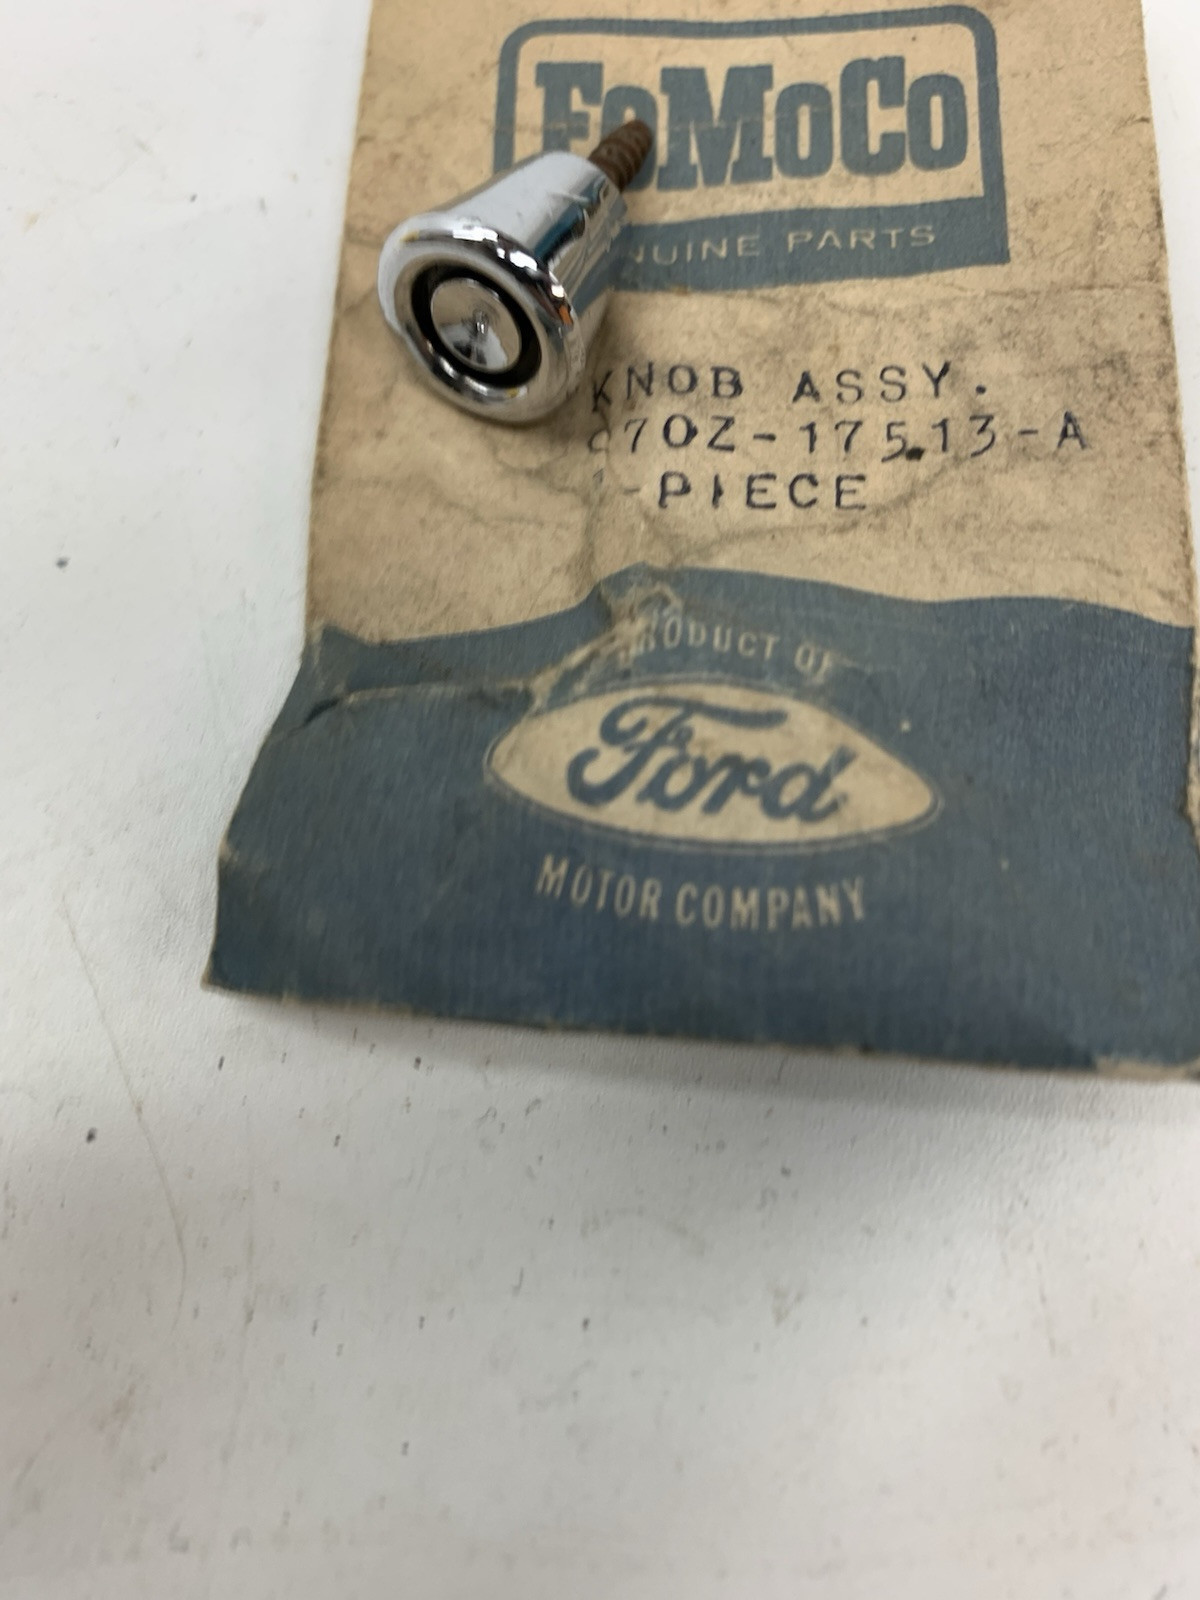 FoMoCo
NUINE PARTS
KNOB ASSY.
70Z-17513-A
-PIECE
PRODUCT OF
Ford
MOTOR COMPANY